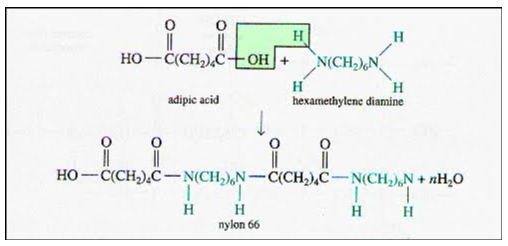 O O H H
HO — C(CH₂)₄C — OH + N(CH₂)₆N
H H
adipic acid hexamethylene diamine
O O O O
HO — C(CH₂)₄C — N(CH₂)₆N — C(CH₂)₄C — N(CH₂)₆N + nH₂O
H H H H
nylon 66